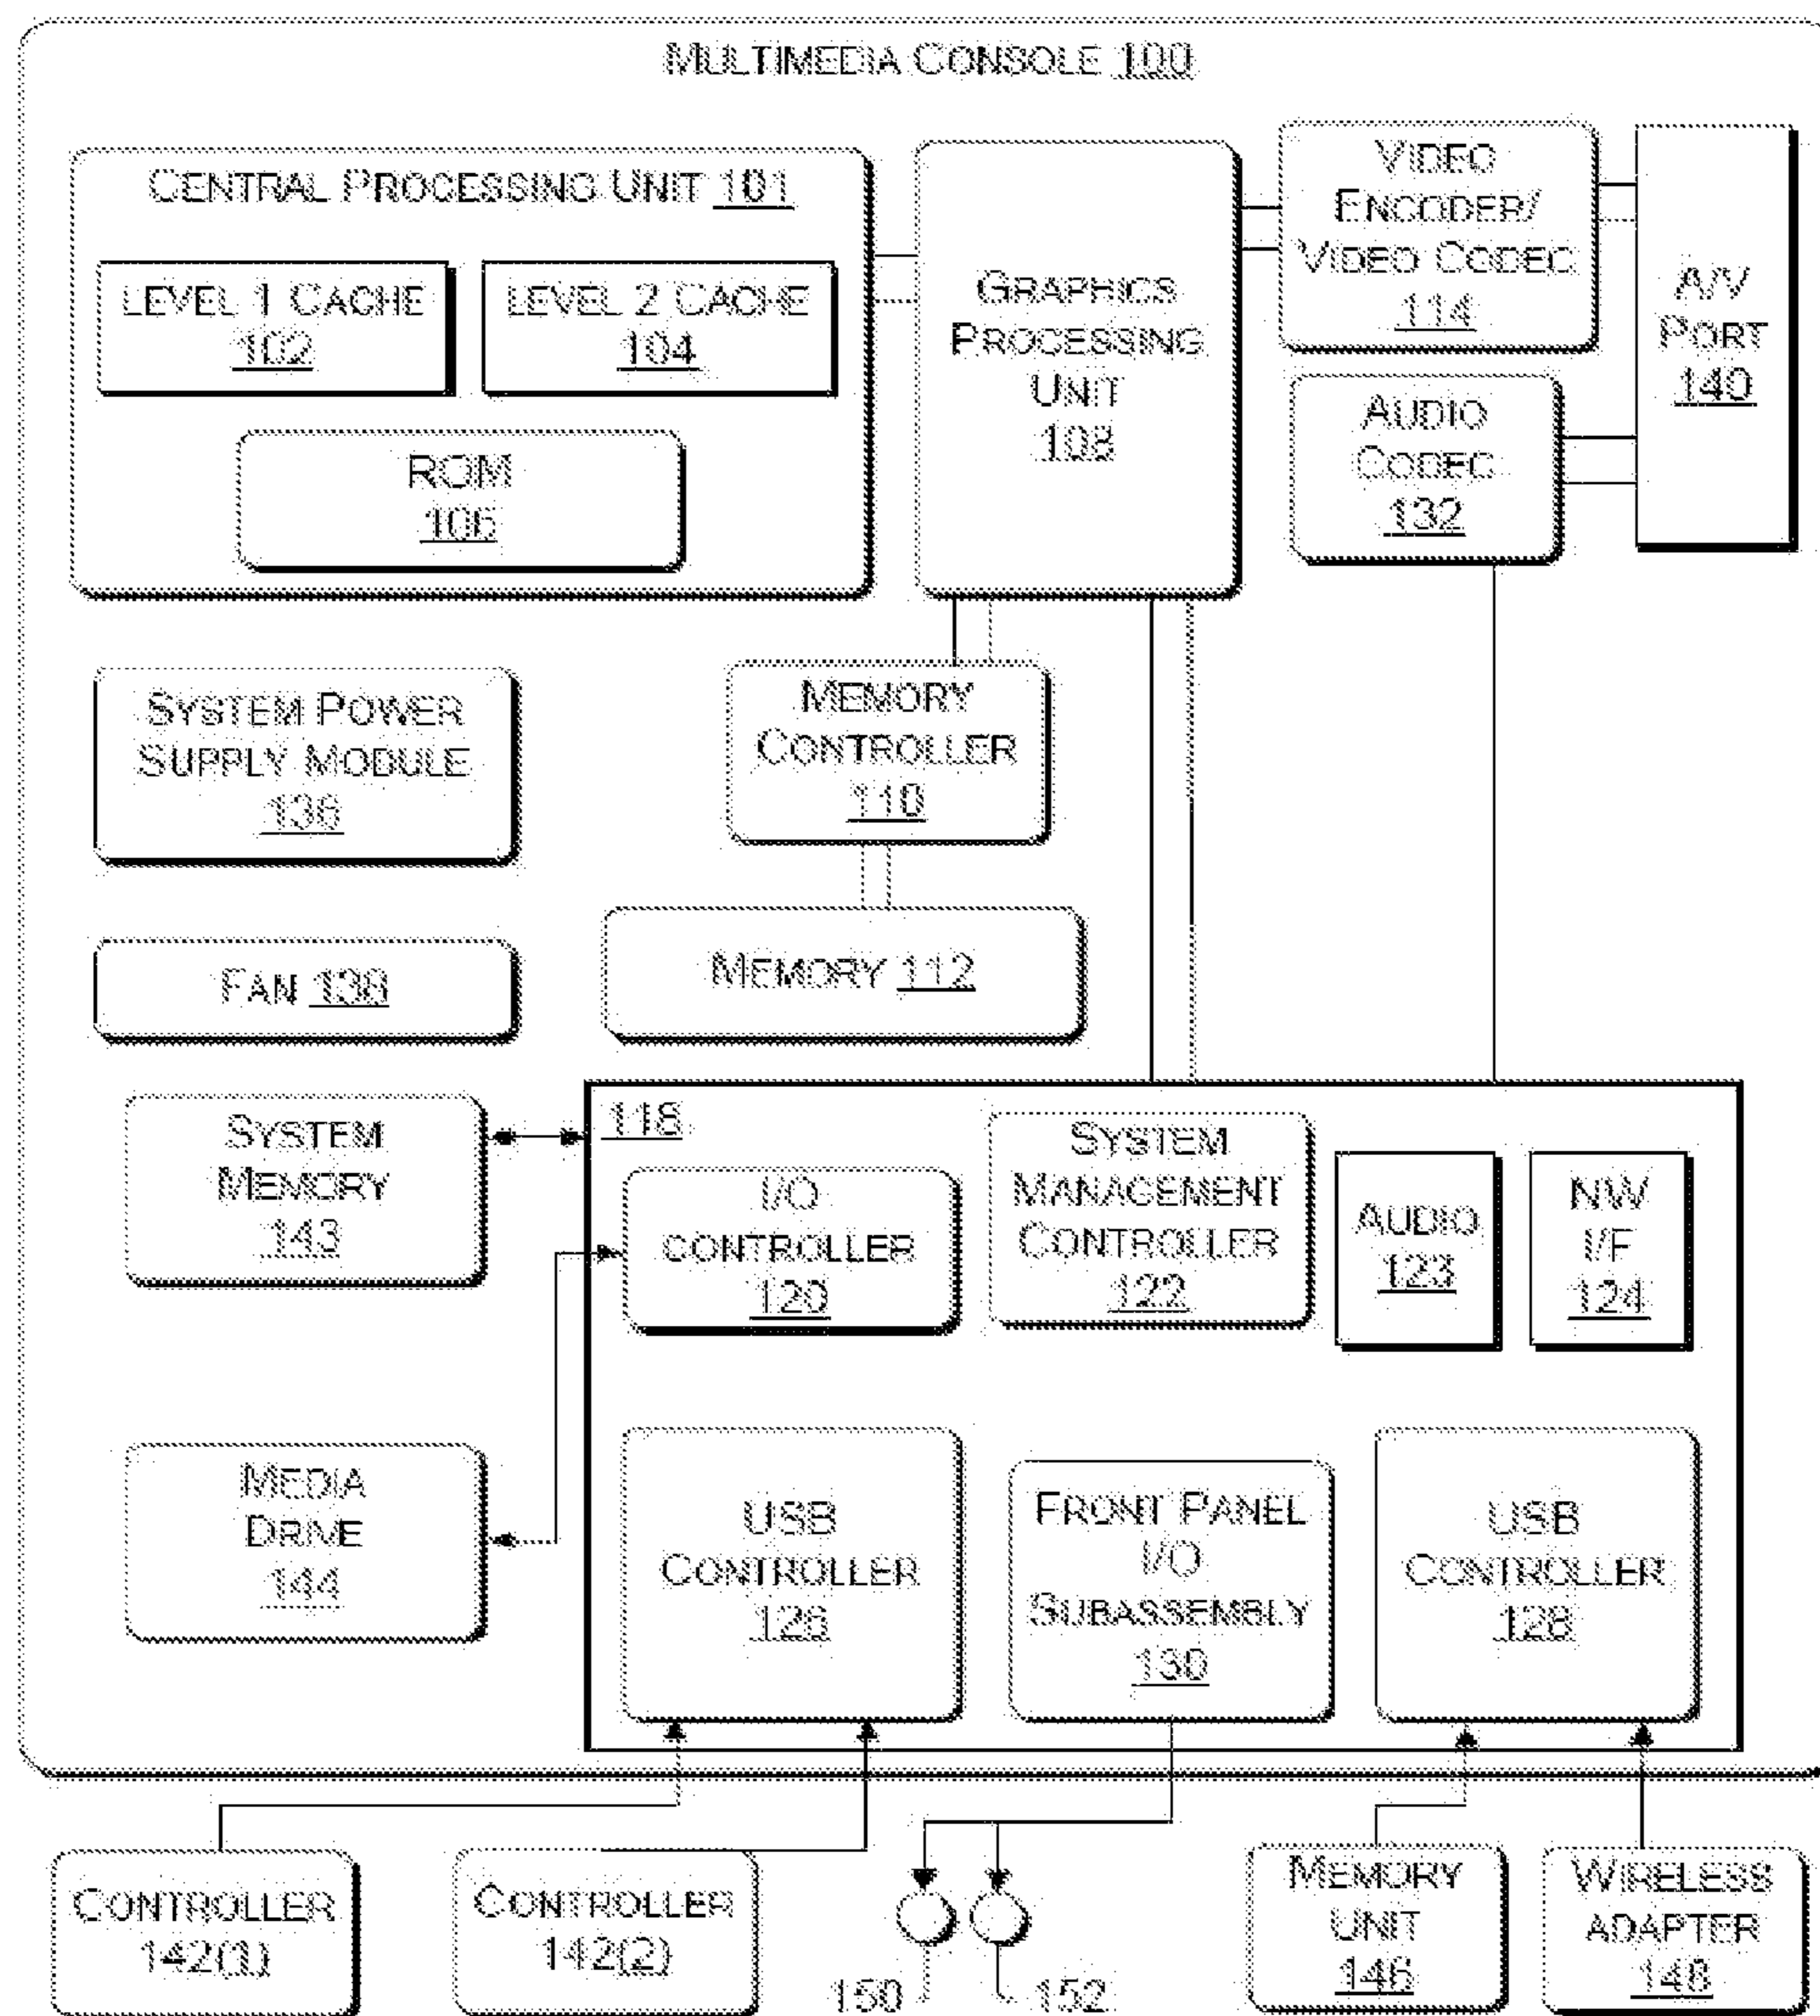 MULTIMEDIA CONSOLE 100
CENTRAL PROCESSING UNIT 101
LEVEL 1 CACHE
102
LEVEL 2 CACHE
104
ROM
106
GRAPHICS
PROCESSING
UNIT
108
VIDEO
ENCODER/
VIDEO CODEC
114
AUDIO
CODEC
132
A/V
PORT
140
SYSTEM POWER
SUPPLY MODULE
136
MEMORY
CONTROLLER
110
FAN 138
MEMORY 112
SYSTEM
MEMORY
143
118
I/O
CONTROLLER
120
SYSTEM
MANAGEMENT
CONTROLLER
122
AUDIO
123
NW
I/F
124
MEDIA
DRIVE
144
USB
CONTROLLER
126
FRONT PANEL
I/O
SUBASSEMBLY
130
USB
CONTROLLER
128
CONTROLLER
142(1)
CONTROLLER
142(2)
150
152
MEMORY
UNIT
146
WIRELESS
ADAPTER
148